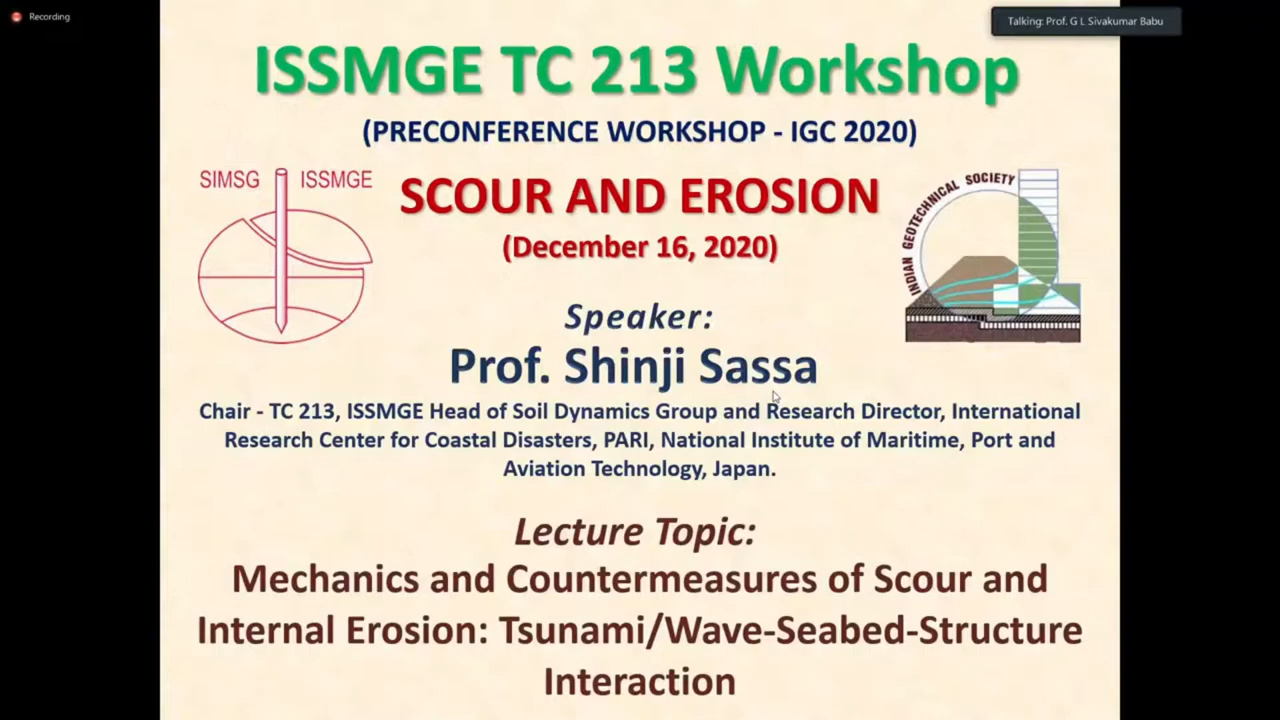 Recording
Talking: Prof. G L Sivakumar Babu
ISSMGE TC 213 Workshop
(PRECONFERENCE WORKSHOP - IGC 2020)
SIMSG ISSMGE
SCOUR AND EROSION
(December 16, 2020)
INDIAN GEOTECHNICAL SOCIETY
Speaker:
Prof. Shinji Sassa
Chair - TC 213, ISSMGE Head of Soil Dynamics Group and Research Director, International
Research Center for Coastal Disasters, PARI, National Institute of Maritime, Port and
Aviation Technology, Japan.
Lecture Topic:
Mechanics and Countermeasures of Scour and
Internal Erosion: Tsunami/Wave-Seabed-Structure
Interaction